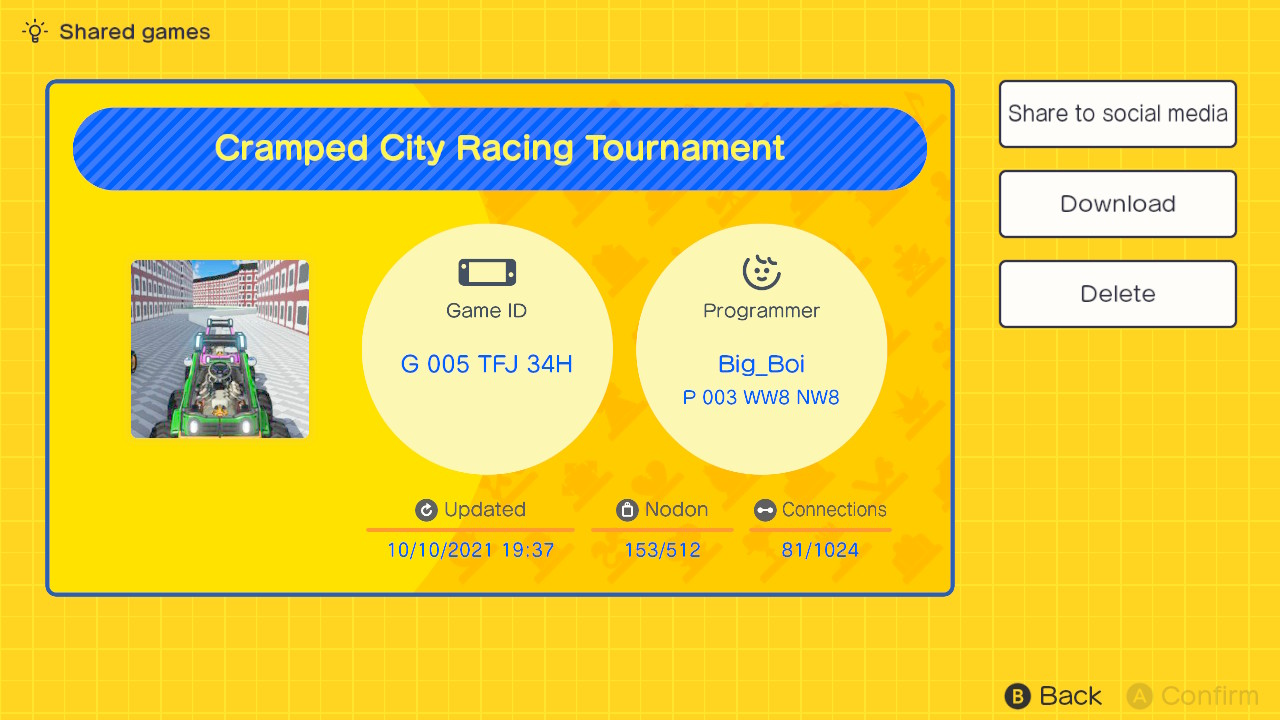 Shared games
Cramped City Racing Tournament
Game ID
G 005 TFJ 34H
Programmer
Big_Boi
P 003 WW8 NW8
Updated
10/10/2021 19:37
Nodon
153/512
Connections
81/1024
Share to social media
Download
Delete
B Back
A Confirm